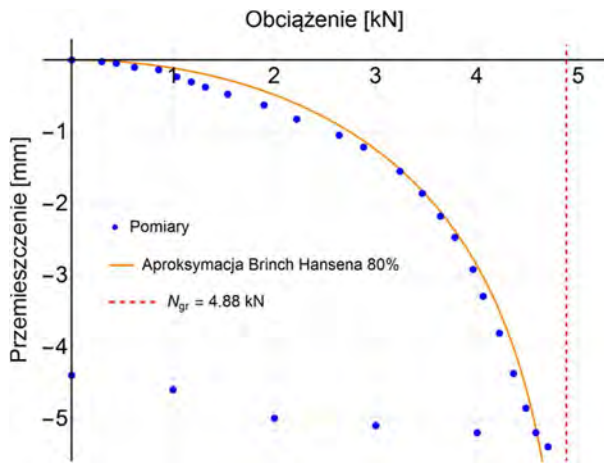 Obciążenie [kN]
1 2 3 4 5
Przemieszczenie [mm]
−1
−2
−3
−4
−5
Pomiary
Aproksymacja Brinch Hansena 80%
Ngr = 4.88 kN